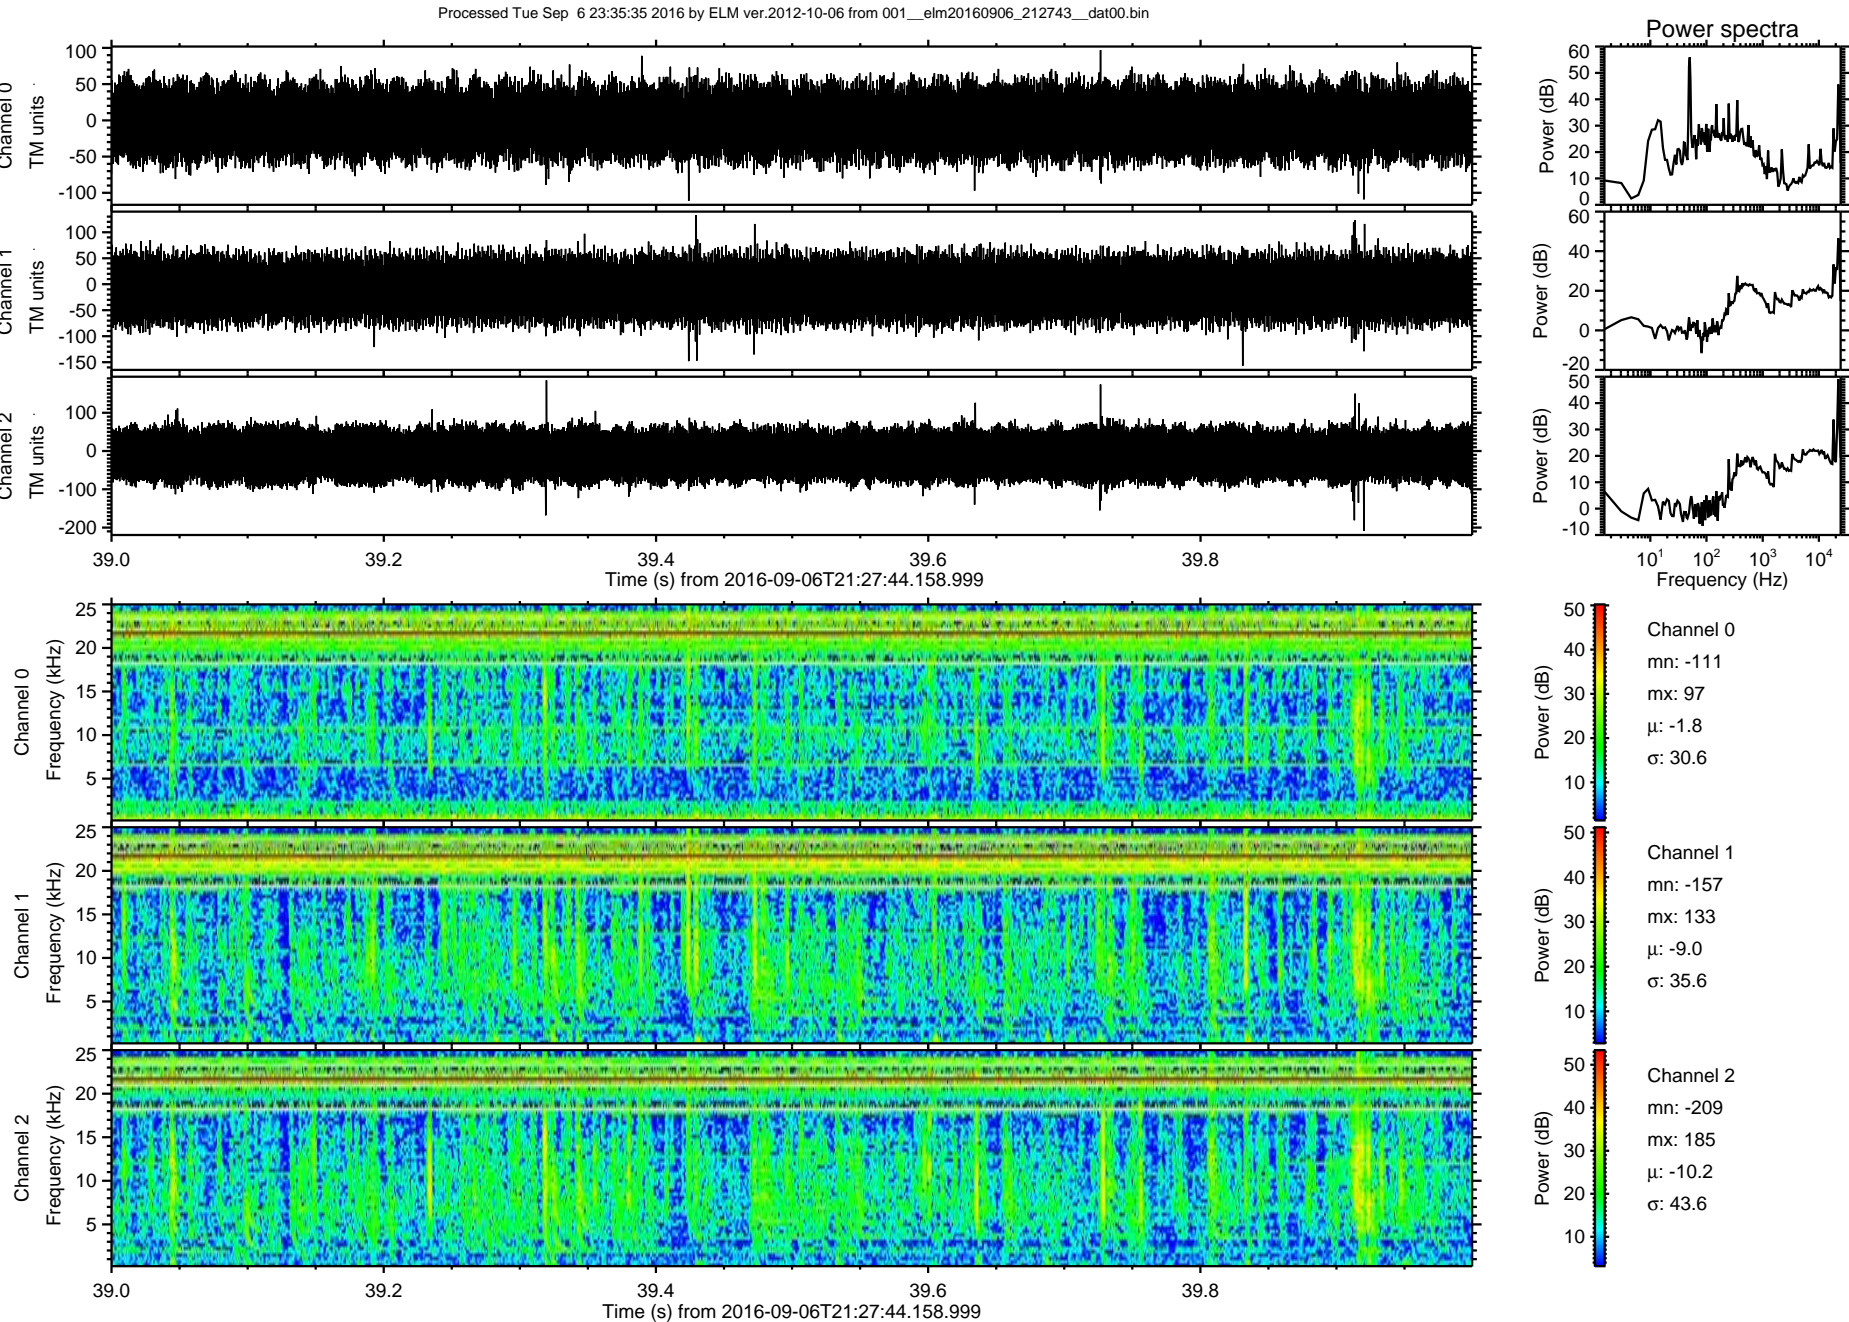 Processed Tue Sep  6 23:35:35 2016 by ELM ver.2012-10-06 from 001__elm20160906_212743__dat00.bin
Power spectra
Channel 0
TM units
100
50
0
-50
-100
Power (dB)
60
50
40
30
20
10
0
Channel 1
TM units
100
50
0
-50
-100
-150
Power (dB)
60
40
20
0
-20
Channel 2
TM units
100
0
-100
-200
Power (dB)
50
40
30
20
10
0
-10
39.0 39.2 39.4 39.6 39.8
Time (s) from 2016-09-06T21:27:44.158.999
10¹ 10² 10³ 10⁴
Frequency (Hz)
Channel 0
Frequency (kHz)
25
20
15
10
5
Power (dB)
50
40
30
20
10
Channel 0
mn: -111
mx: 97
μ: -1.8
σ: 30.6
Channel 1
Frequency (kHz)
25
20
15
10
5
Power (dB)
50
40
30
20
10
Channel 1
mn: -157
mx: 133
μ: -9.0
σ: 35.6
Channel 2
Frequency (kHz)
25
20
15
10
5
Power (dB)
50
40
30
20
10
Channel 2
mn: -209
mx: 185
μ: -10.2
σ: 43.6
39.0 39.2 39.4 39.6 39.8
Time (s) from 2016-09-06T21:27:44.158.999